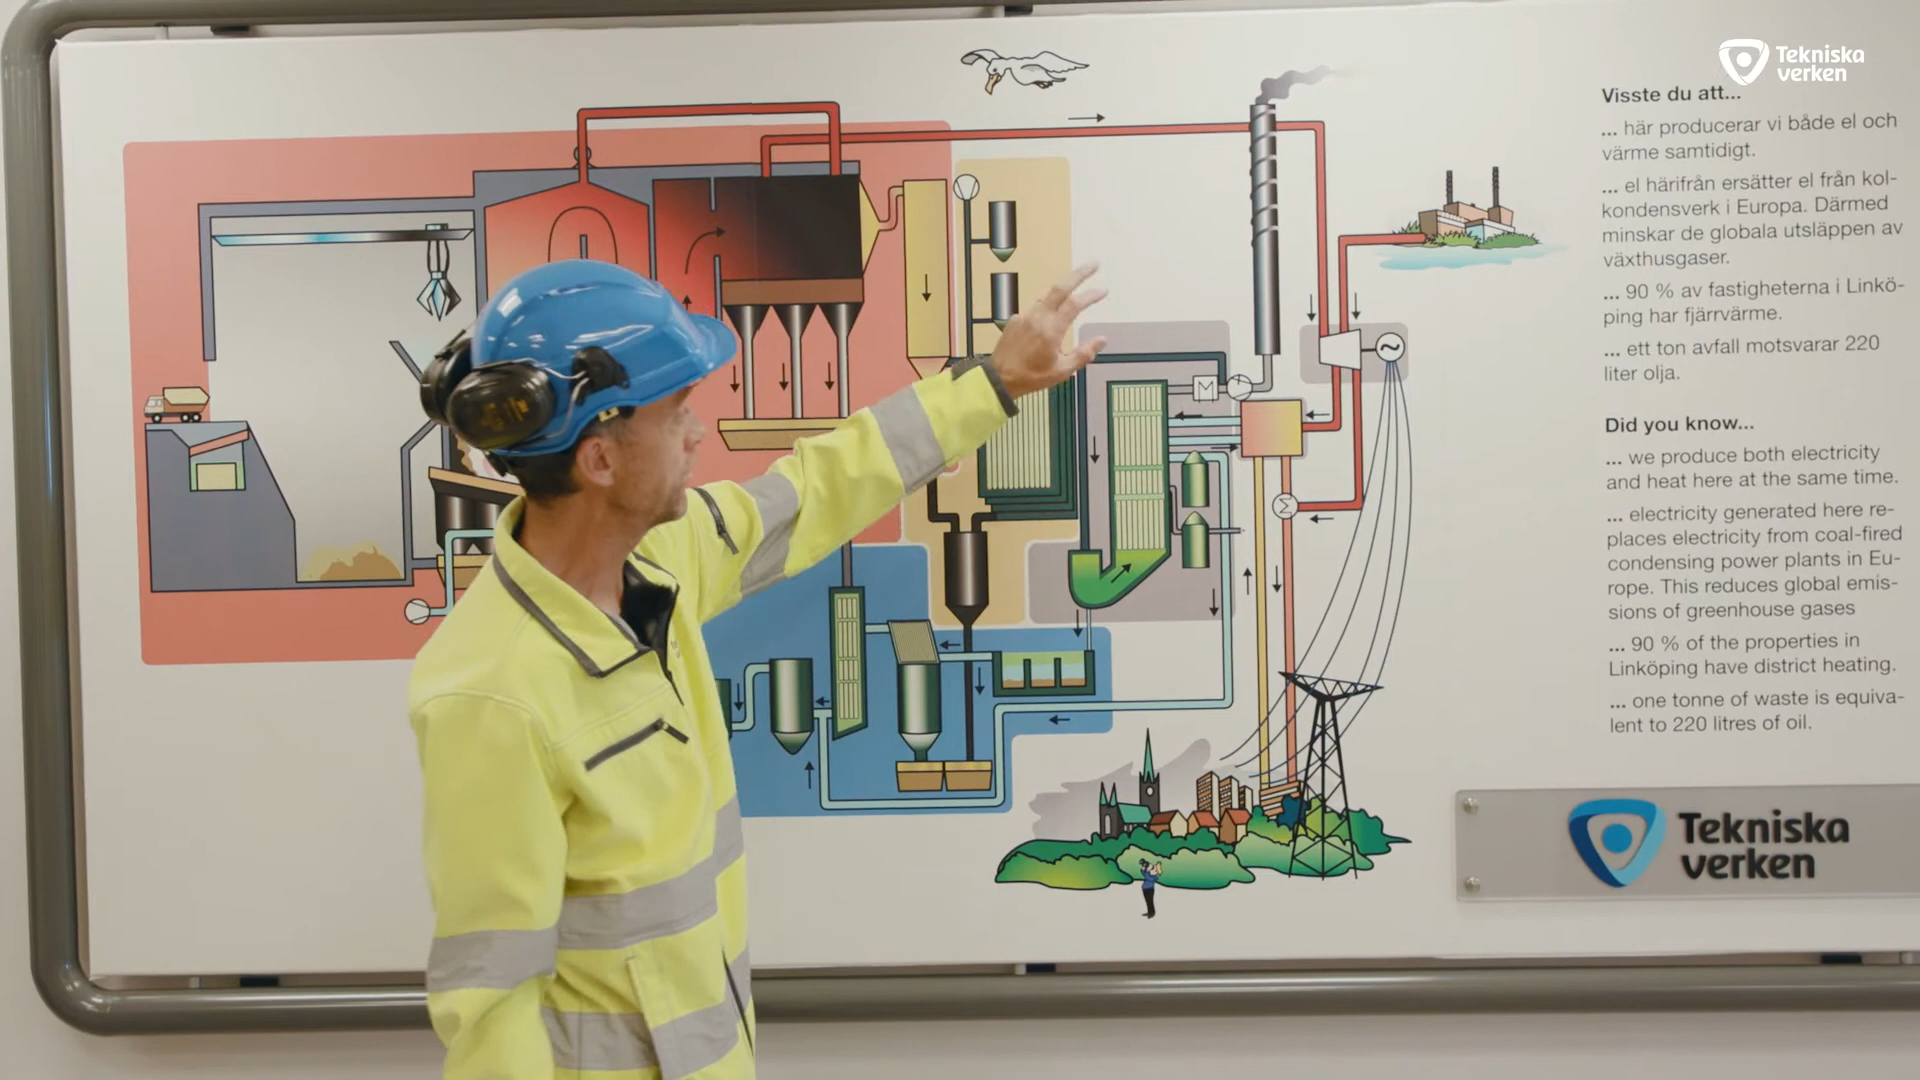 Tekniska
verken
Visste du att...
... här producerar vi både el och
värme samtidigt.
... el härifrån ersätter el från kol-
kondensverk i Europa. Därmed
minskar de globala utsläppen av
växthusgaser.
... 90 % av fastigheterna i Linkö-
ping har fjärrvärme.
... ett ton avfall motsvarar 220
liter olja.
Did you know...
... we produce both electricity
and heat here at the same time.
... electricity generated here re-
places electricity from coal-fired
condensing power plants in Eu-
rope. This reduces global emis-
sions of greenhouse gases
... 90 % of the properties in
Linköping have district heating.
... one tonne of waste is equiva-
lent to 220 litres of oil.
Tekniska
verken